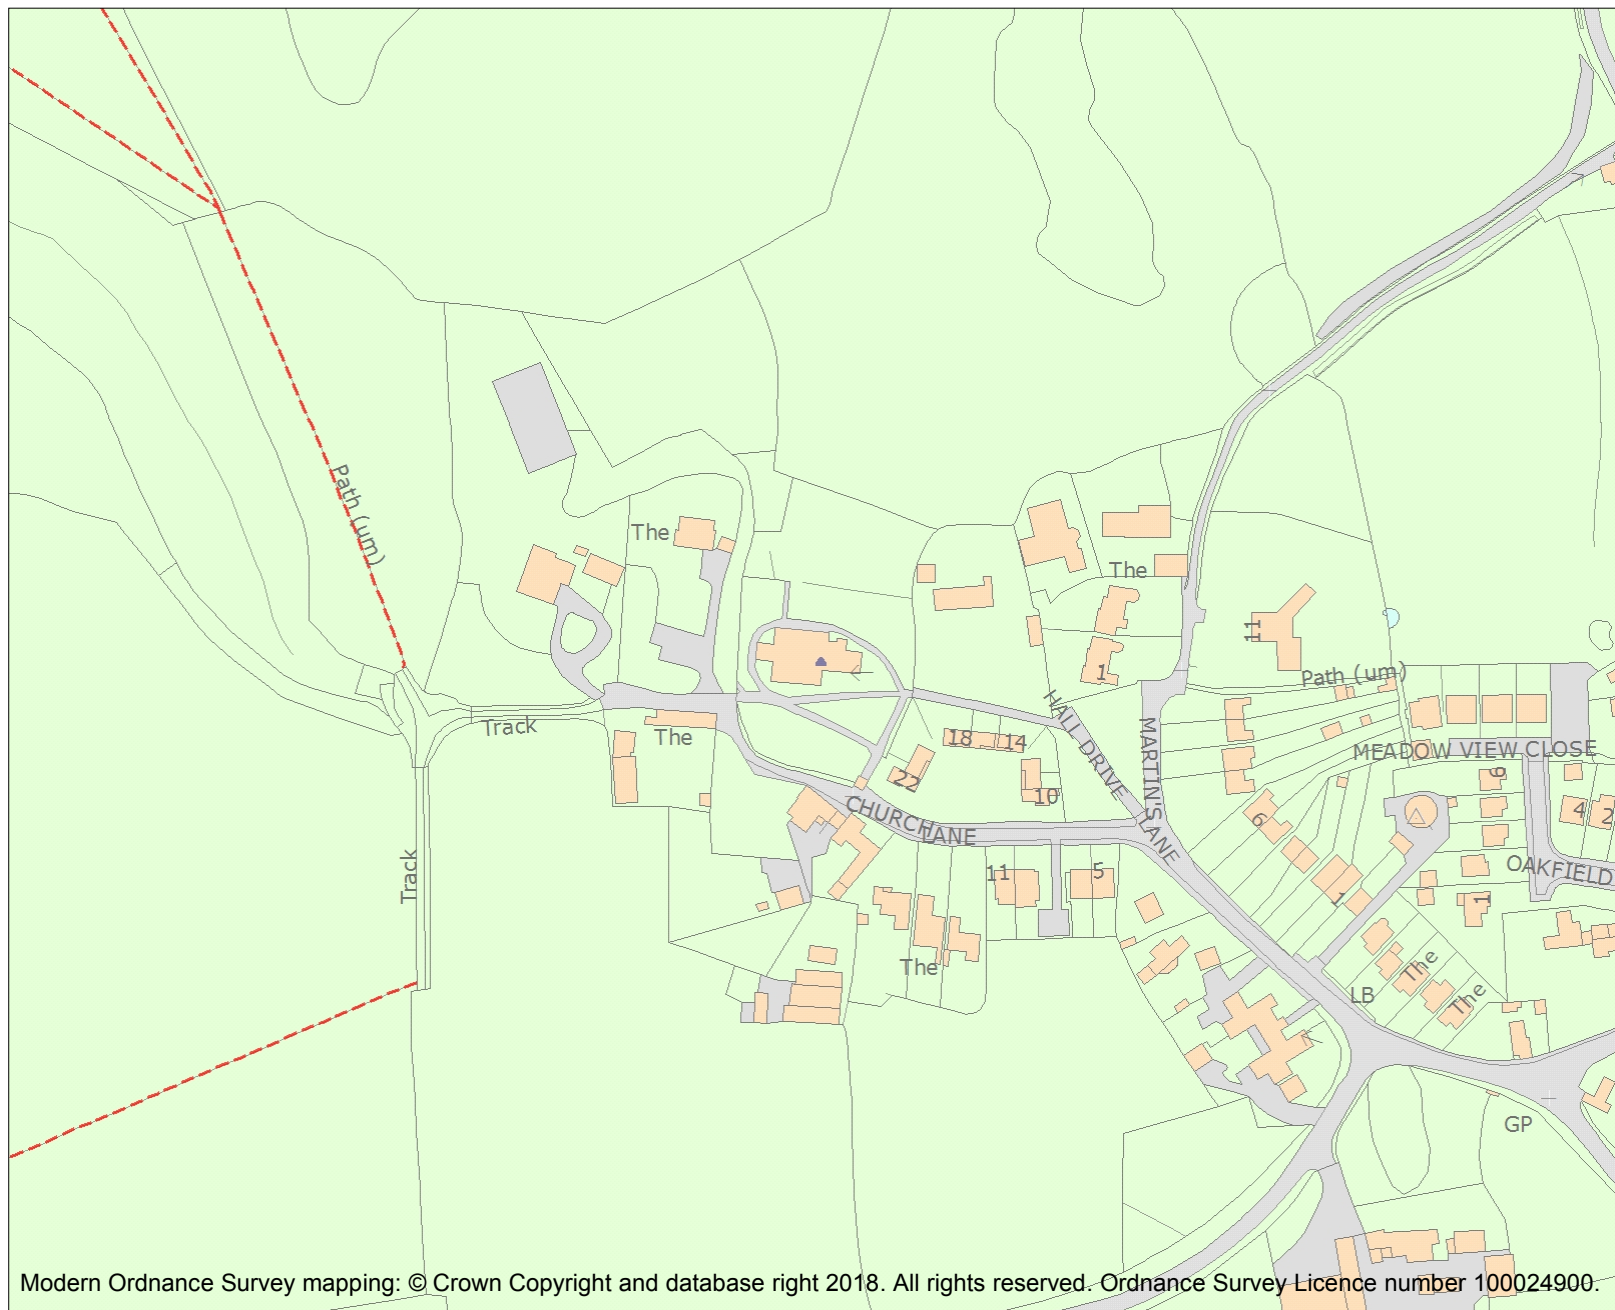 Path (um)
The
The
11
1
Path (um)
HALL DRIVE
MARTIN'S LANE
Track
The
18
14
22
10
MEADOW VIEW CLOSE
9
CHURCH LANE
6
4
2
Track
11
5
OAKFIELD
1
1
The
The
The
LB
GP
Modern Ordnance Survey mapping: © Crown Copyright and database right 2018. All rights reserved. Ordnance Survey Licence number 100024900.